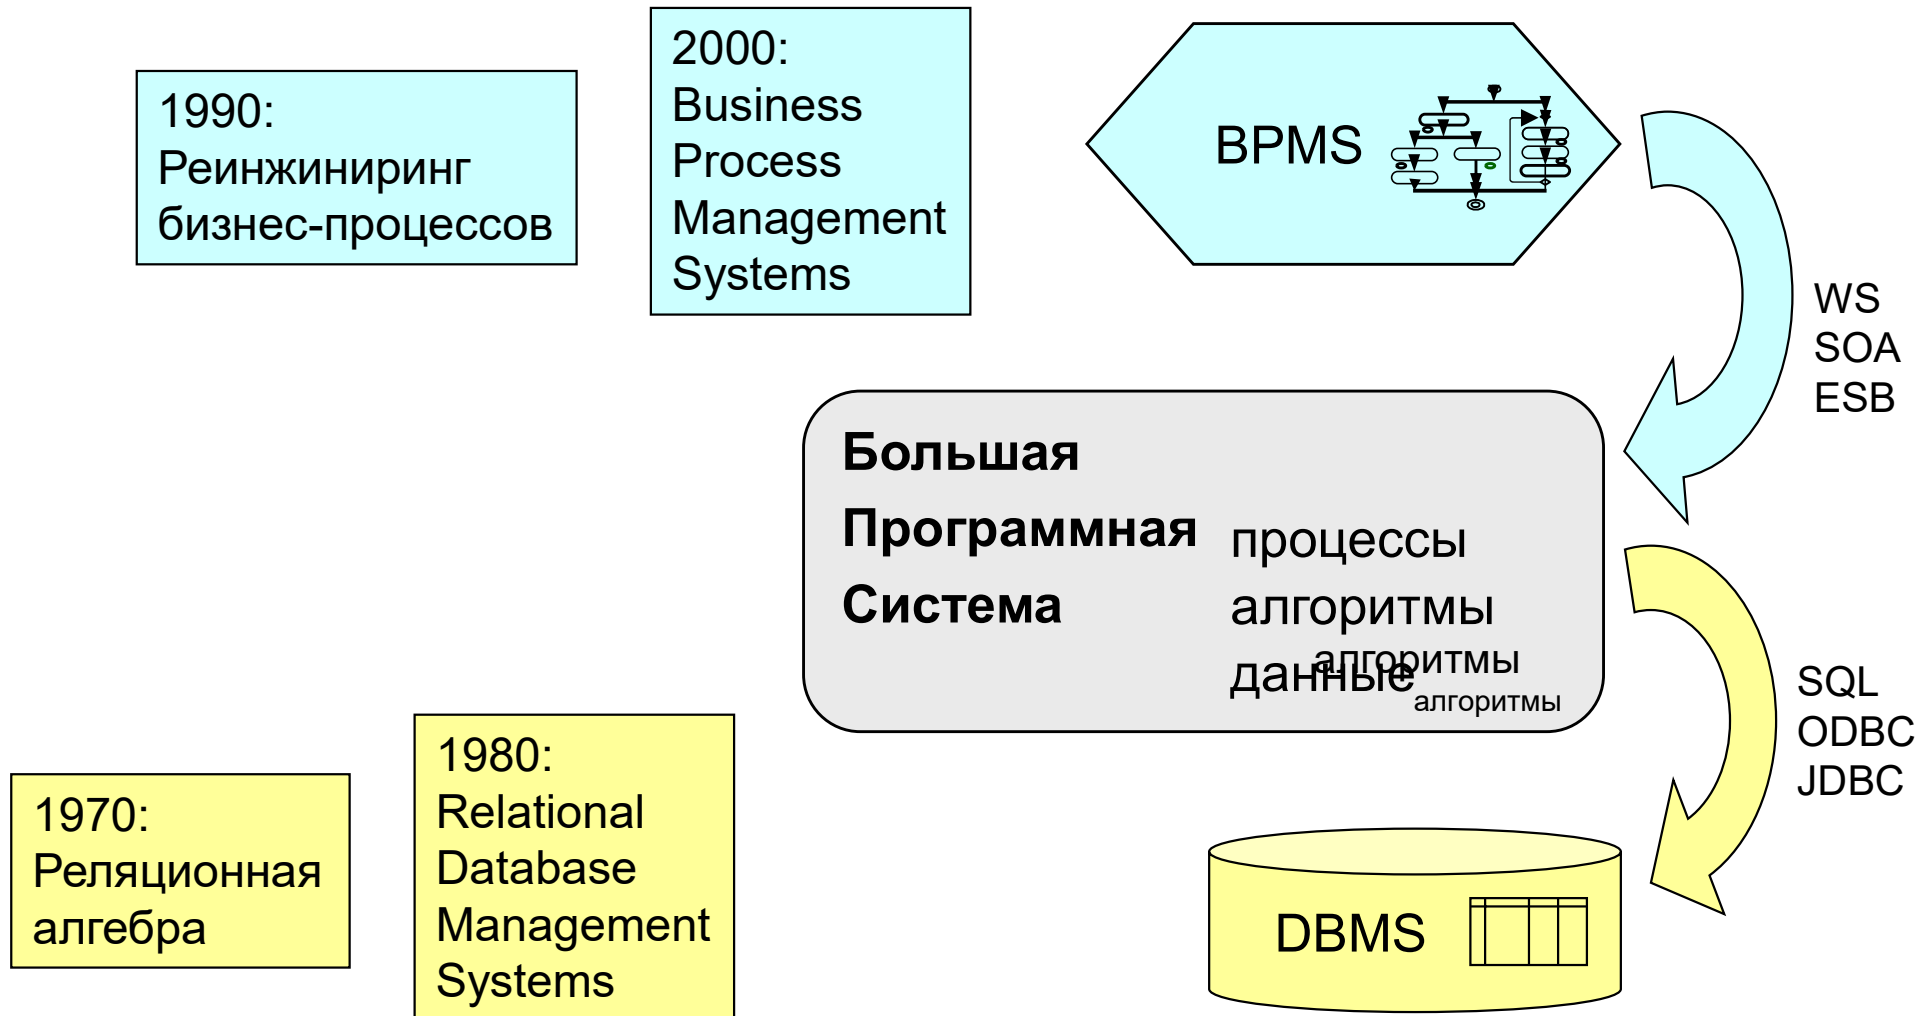 1990:
Реинжиниринг
бизнес-процессов
2000:
Business
Process
Management
Systems
BPMS
WS
SOA
ESB
Большая
Программная
Система
процессы
алгоритмы
данные
алгоритмы
алгоритмы
SQL
ODBC
JDBC
1970:
Реляционная
алгебра
1980:
Relational
Database
Management
Systems
DBMS